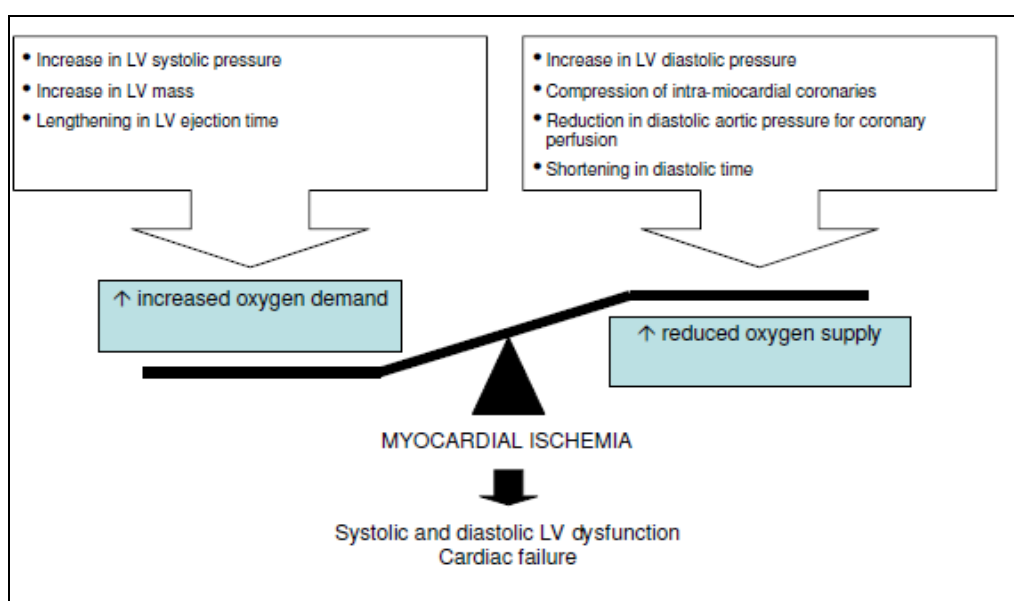 • Increase in LV systolic pressure
• Increase in LV mass
• Lengthening in LV ejection time
• Increase in LV diastolic pressure
• Compression of intra-miocardial coronaries
• Reduction in diastolic aortic pressure for coronary
perfusion
• Shortening in diastolic time
↑ increased oxygen demand
↑ reduced oxygen supply
MYOCARDIAL ISCHEMIA
Systolic and diastolic LV dysfunction
Cardiac failure